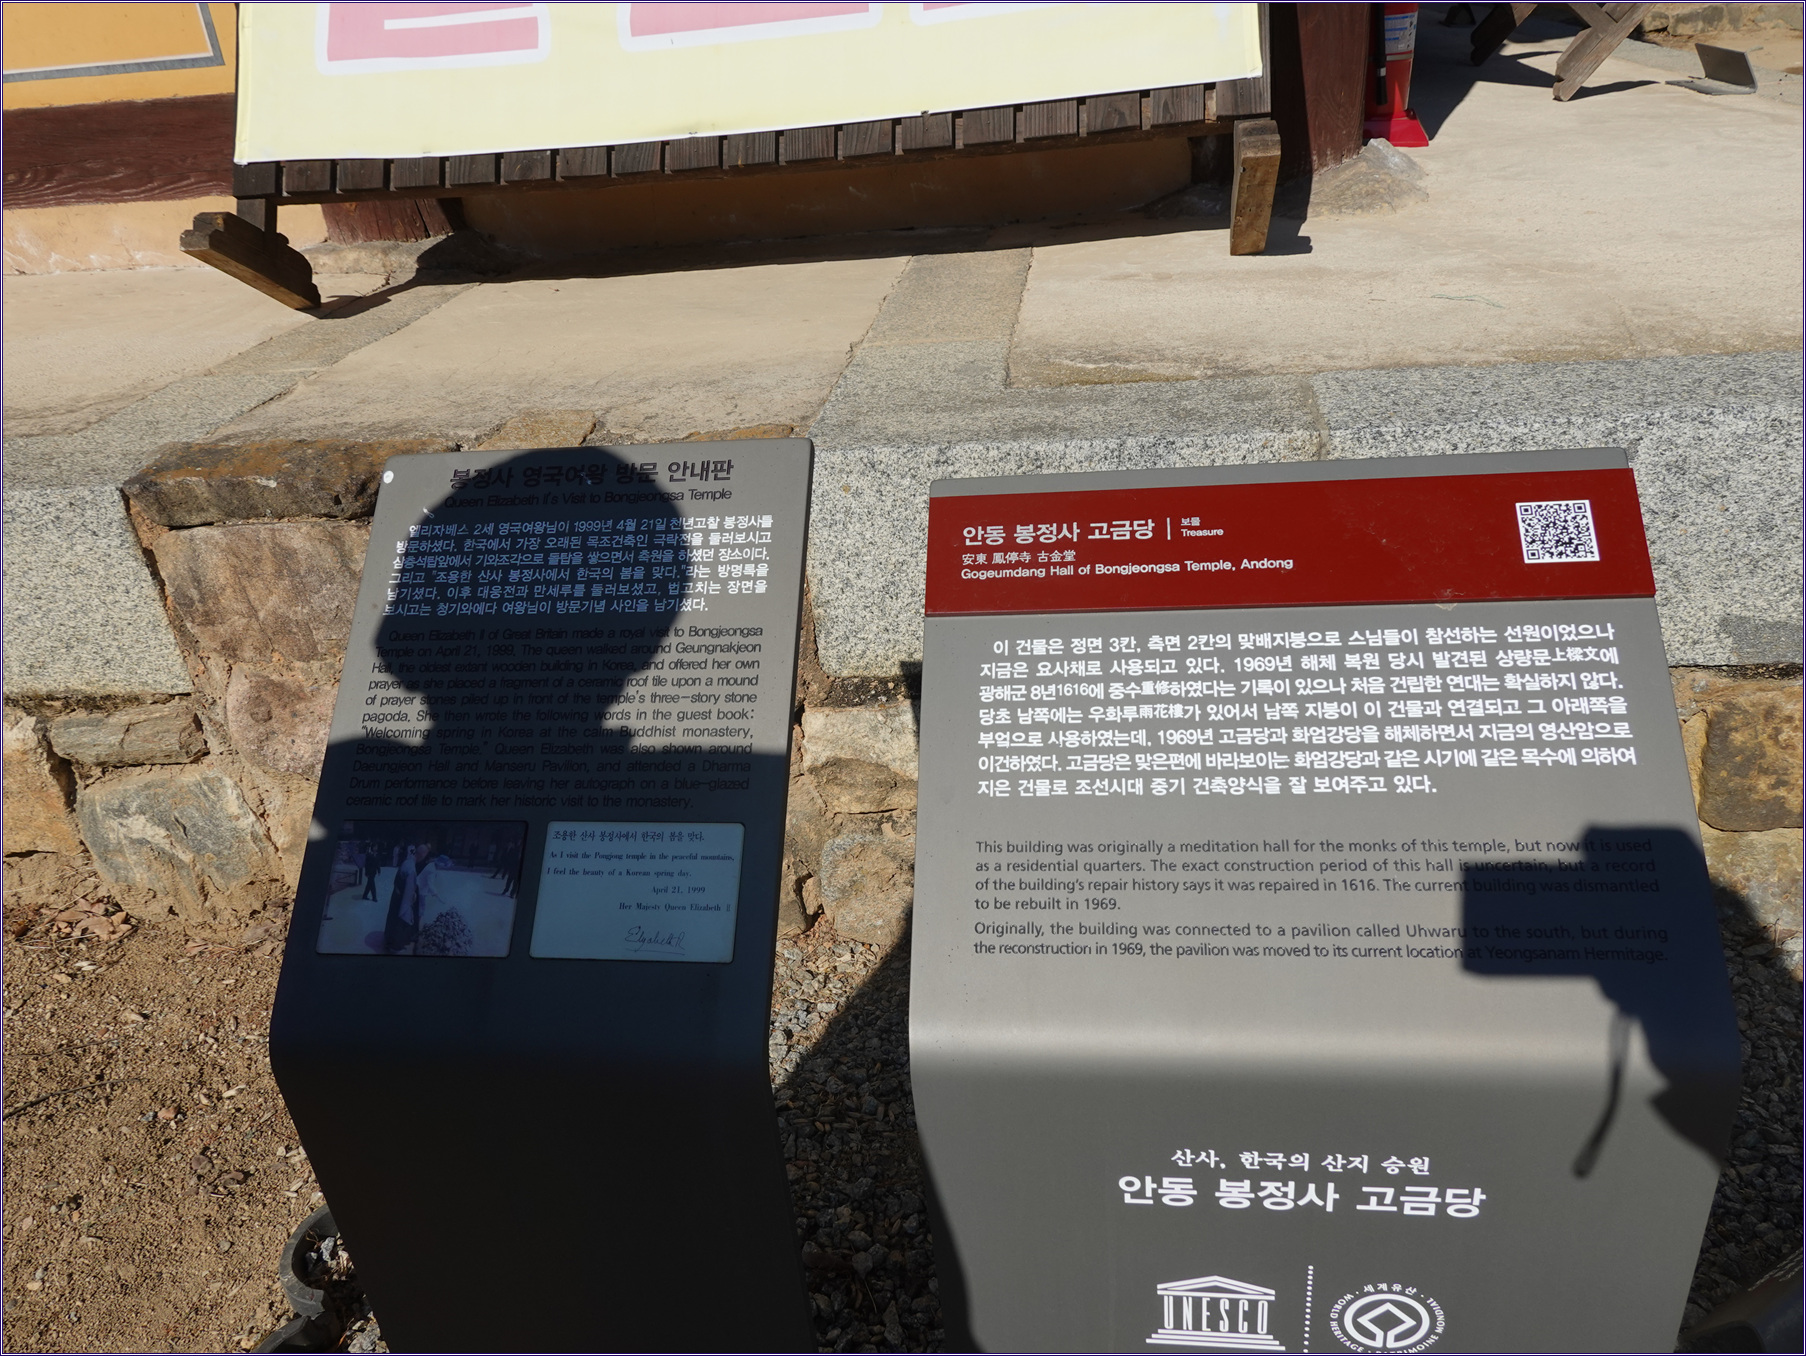 봉정사 영국여왕 방문 안내판
Queen Elizabeth II's Visit to Bongjeongsa Temple
엘리자베스 2세 영국여왕님이 1999년 4월 21일 천년고찰 봉정사를
방문하셨다. 한국에서 가장 오래된 목조건축인 극락전을 둘러보시고
삼층석탑앞에서 기와조각으로 돌탑을 쌓으면서 축원을 하셨던 장소이다.
그리고 "조용한 산사 봉정사에서 한국의 봄을 맞다."라는 방명록을
남기셨다. 이후 대웅전과 만세루를 둘러보셨고, 법고치는 장면을
보시고는 청기와에다 여왕님이 방문기념 사인을 남기셨다.
Queen Elizabeth II of Great Britain made a royal visit to Bongjeongsa
Temple on April 21, 1999. The queen walked around Geungnakjeon
Hall, the oldest extant wooden building in Korea, and offered her own
prayer as she placed a fragment of a ceramic roof tile upon a mound
of prayer stones piled up in front of the temple's three-story stone
pagoda. She then wrote the following words in the guest book:
"Welcoming spring in Korea at the calm Buddhist monastery,
Bongjeongsa Temple." Queen Elizabeth was also shown around
Daeungjeon Hall and Manseru Pavilion, and attended a Dharma
Drum performance before leaving her autograph on a blue-glazed
ceramic roof tile to mark her historic visit to the monastery.
조용한 산사 봉정사에서 한국의 봄을 맞다.
As I visit the Pongjong temple in the peaceful mountains,
I feel the beauty of a Korean spring day.
April 21, 1999
Her Majesty Queen Elizabeth Ⅱ
Elizabeth R
안동 봉정사 고금당 | 보물
Treasure
安東 鳳停寺 古金堂
Gogeumdang Hall of Bongjeongsa Temple, Andong
이 건물은 정면 3칸, 측면 2칸의 맞배지붕으로 스님들이 참선하는 선원이었으나
지금은 요사채로 사용되고 있다. 1969년 해체 복원 당시 발견된 상량문上樑文에
광해군 8년1616에 중수重修하였다는 기록이 있으나 처음 건립한 연대는 확실하지 않다.
당초 남쪽에는 우화루雨花樓가 있어서 남쪽 지붕이 이 건물과 연결되고 그 아래쪽을
부엌으로 사용하였는데, 1969년 고금당과 화엄강당을 해체하면서 지금의 영산암으로
이건하였다. 고금당은 맞은편에 바라보이는 화엄강당과 같은 시기에 같은 목수에 의하여
지은 건물로 조선시대 중기 건축양식을 잘 보여주고 있다.
This building was originally a meditation hall for the monks of this temple, but now it is used
as a residential quarters. The exact construction period of this hall is uncertain, but a record
of the building's repair history says it was repaired in 1616. The current building was dismantled
to be rebuilt in 1969.
Originally, the building was connected to a pavilion called Uhwaru to the south, but during
the reconstruction in 1969, the pavilion was moved to its current location at Yeongsanam Hermitage.
산사, 한국의 산지 승원
안동 봉정사 고금당
UNESCO
세계유산 · WORLD HERITAGE · PATRIMOINE MONDIAL